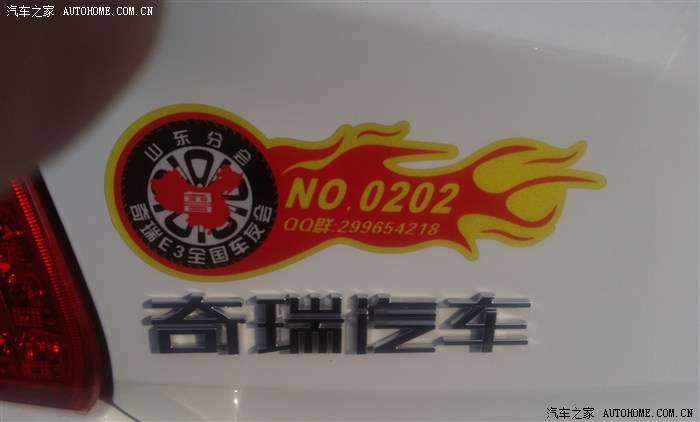 汽车之家 AUTOHOME.COM.CN
山东分会
鲁
奇瑞E3全国车友会
NO.0202
QQ群:299654218
奇瑞汽车
汽车之家 AUTOHOME.COM.CN